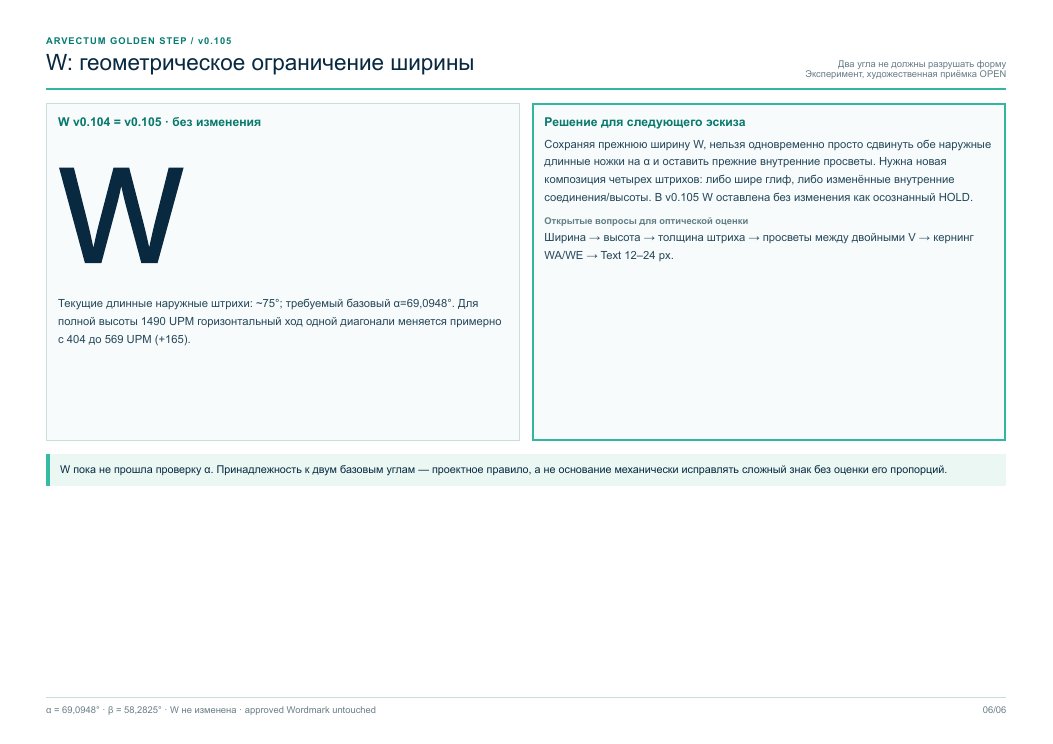 ARVECTUM GOLDEN STEP / v0.105
W: геометрическое ограничение ширины
Два угла не должны разрушать форму
Эксперимент, художественная приёмка OPEN
W v0.104 = v0.105 · без изменения
W
Текущие длинные наружные штрихи: ~75°; требуемый базовый α=69,0948°. Для
полной высоты 1490 UPM горизонтальный ход одной диагонали меняется примерно
с 404 до 569 UPM (+165).
Решение для следующего эскиза
Сохраняя прежнюю ширину W, нельзя одновременно просто сдвинуть обе наружные
длинные ножки на α и оставить прежние внутренние просветы. Нужна новая
композиция четырех штрихов: либо шире глиф, либо изменённые внутренние
соединения/высоты. В v0.105 W оставлена без изменения как осознанный HOLD.
Открытые вопросы для оптической оценки
Ширина → высота → толщина штриха → просветы между двойными V → кернинг
WA/WE → Text 12–24 px.
W пока не прошла проверку α. Принадлежность к двум базовым углам — проектное правило, а не основание механически исправлять сложный знак без оценки его пропорций.
α = 69,0948° · β = 58,2825° · W не изменена · approved Wordmark untouched
06/06